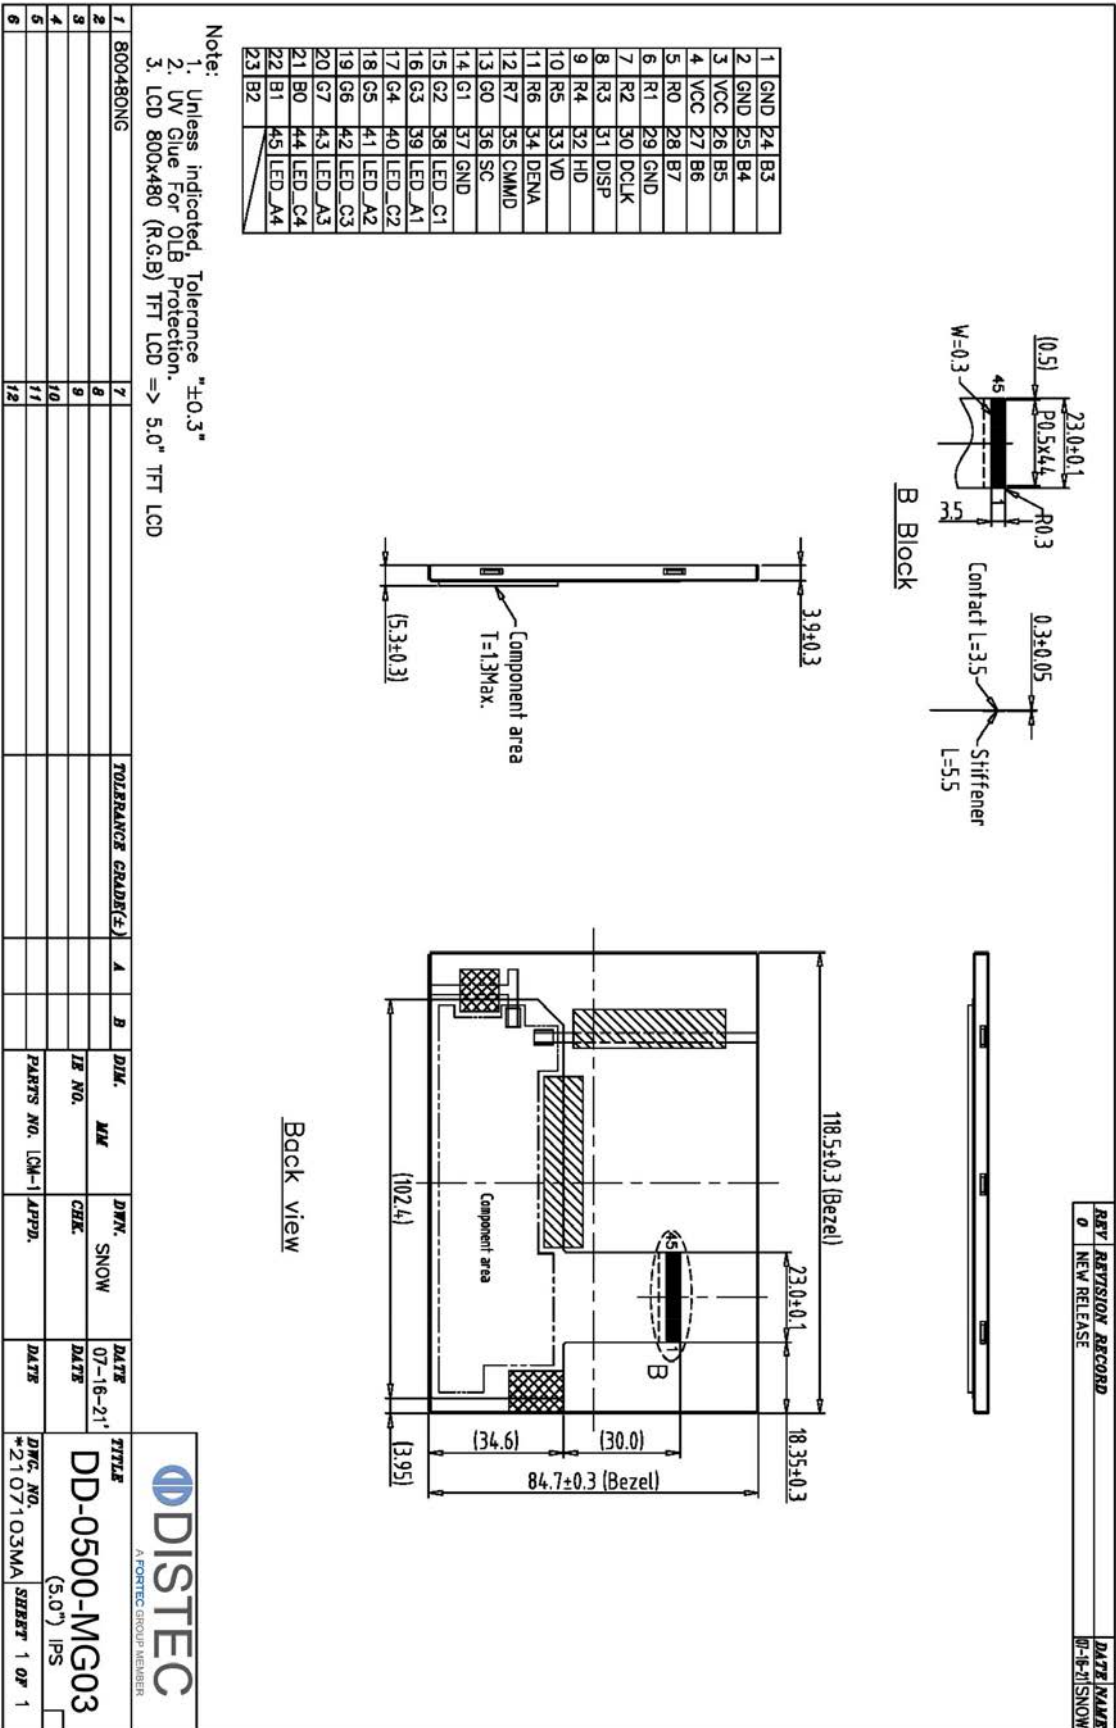 REV REVISION RECORD DATE NAME
0 NEW RELEASE 07-16-21 SNOW
23.0±0.1
(0.5)
P0.5x44
R0.3
45
1
W=0.3
3.5
B Block
0.3±0.05
Contact L=3.5
Stiffener
L=5.5
1 GND 24 B3
2 GND 25 B4
3 VCC 26 B5
4 VCC 27 B6
5 R0 28 B7
6 R1 29 GND
7 R2 30 DCLK
8 R3 31 DISP
9 R4 32 HD
10 R5 33 VD
11 R6 34 DENA
12 R7 35 CMMD
13 G0 36 SC
14 G1 37 GND
15 G2 38 LED_C1
16 G3 39 LED_A1
17 G4 40 LED_C2
18 G5 41 LED_A2
19 G6 42 LED_C3
20 G7 43 LED_A3
21 B0 44 LED_C4
22 B1 45 LED_A4
23 B2
3.9±0.3
Component area
T=1.3Max.
(5.3±0.3)
118.5±0.3 (Bezel)
23.0±0.1
18.35±0.3
45
1
B
(30.0)
(34.6)
84.7±0.3 (Bezel)
Component area
(102.4)
(3.95)
Back view
Note:
1. Unless indicated, Tolerance "±0.3"
2. UV Glue For OLB Protection.
3. LCD 800x480 (R.G.B) TFT LCD => 5.0" TFT LCD
DISTEC
A FORTEC GROUP MEMBER
1 800480NG 7 TOLERANCE GRADE(±) A B DIM. DWN. DATE TITLE
2 8 MM SNOW 07-16-21' DD-0500-MG03
3 9 IE NO. CHK. DATE
4 10 (5.0") IPS
5 11 PARTS NO. LCM-1 APPD. DATE DWG. NO. SHEET 1 OF 1
6 12 *2107103MA